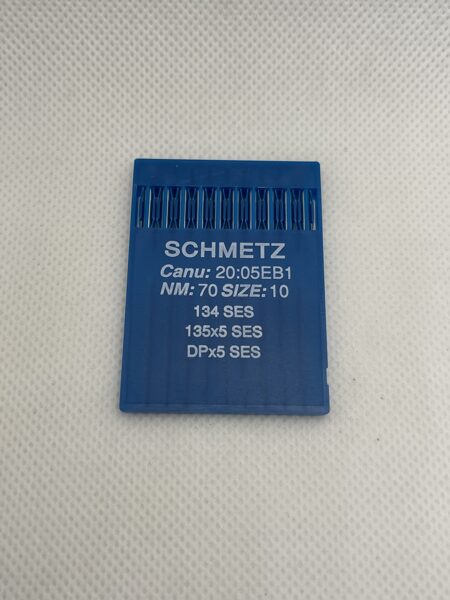 SCHMETZ
Canu: 20:05EB1
NM: 70 SIZE: 10
134 SES
135x5 SES
DPx5 SES